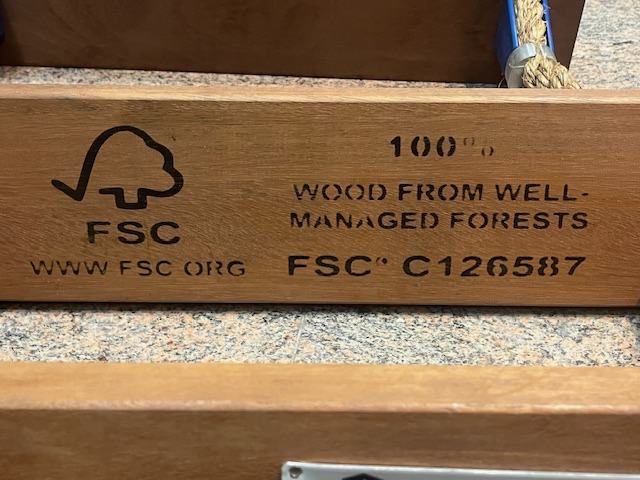 100%
WOOD FROM WELL-
MANAGED FORESTS
FSC® C126587
FSC
WWW FSC ORG